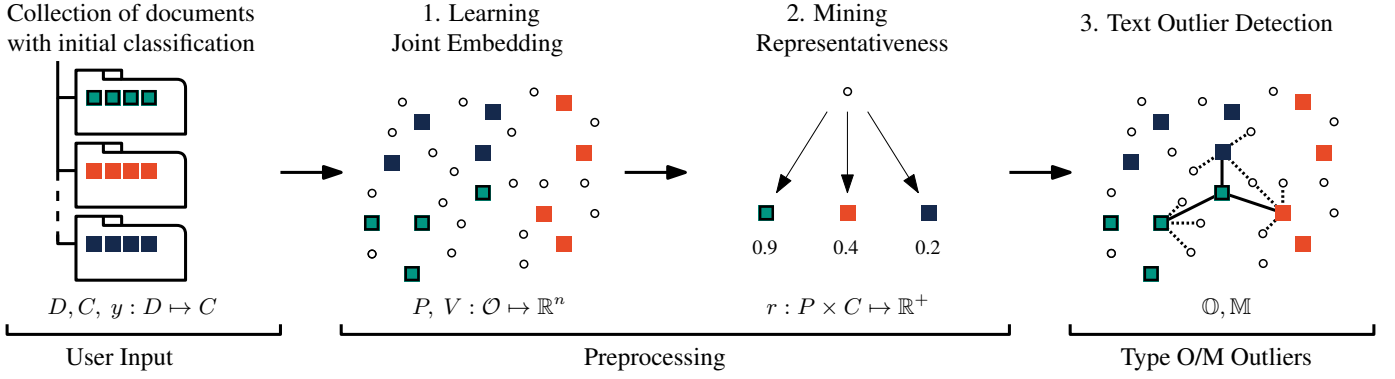 Collection of documents
with initial classification
1. Learning
Joint Embedding
2. Mining
Representativeness
3. Text Outlier Detection
0.9
0.4
0.2
D, C, y : D ↦ C
P, V : 𝒪 ↦ ℝⁿ
r : P × C ↦ ℝ⁺
𝕆, 𝕄
User Input
Preprocessing
Type O/M Outliers